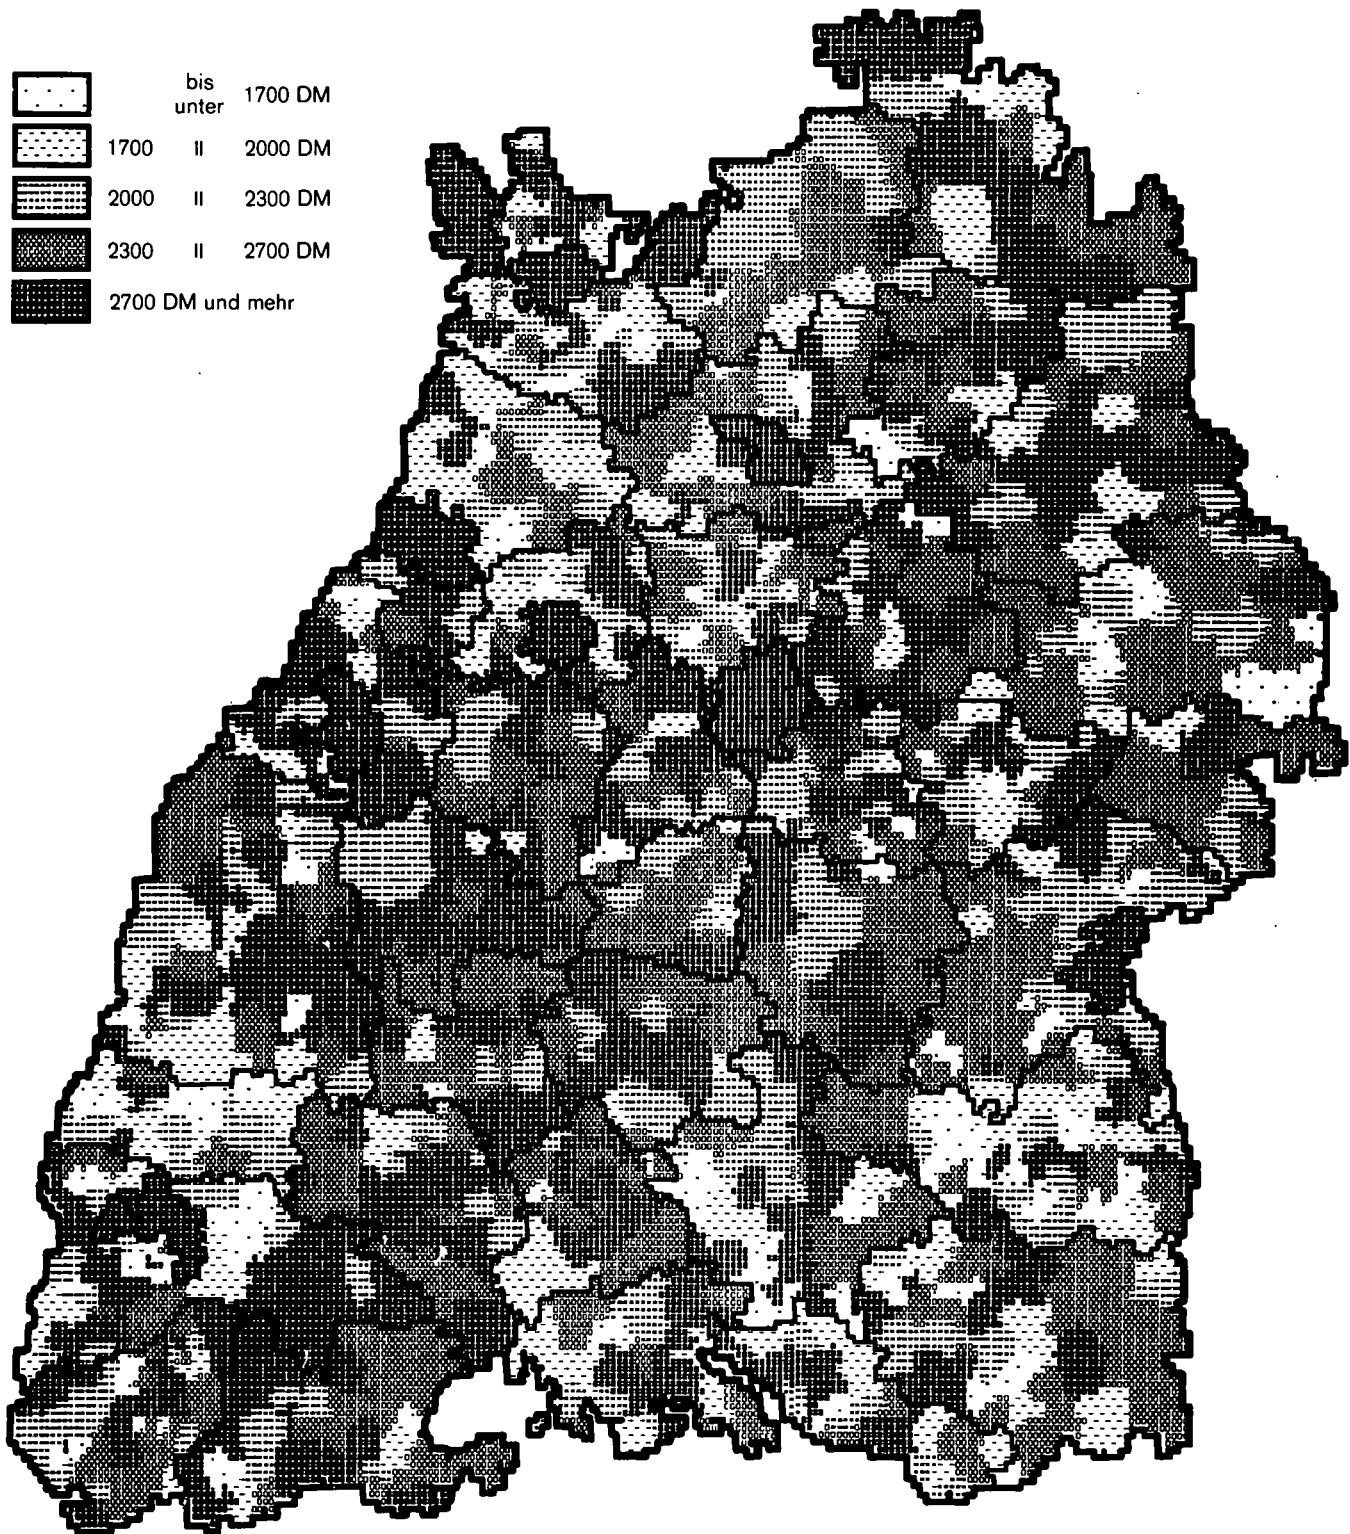 bis
unter 1700 DM
1700 " 2000 DM
2000 " 2300 DM
2300 " 2700 DM
2700 DM und mehr